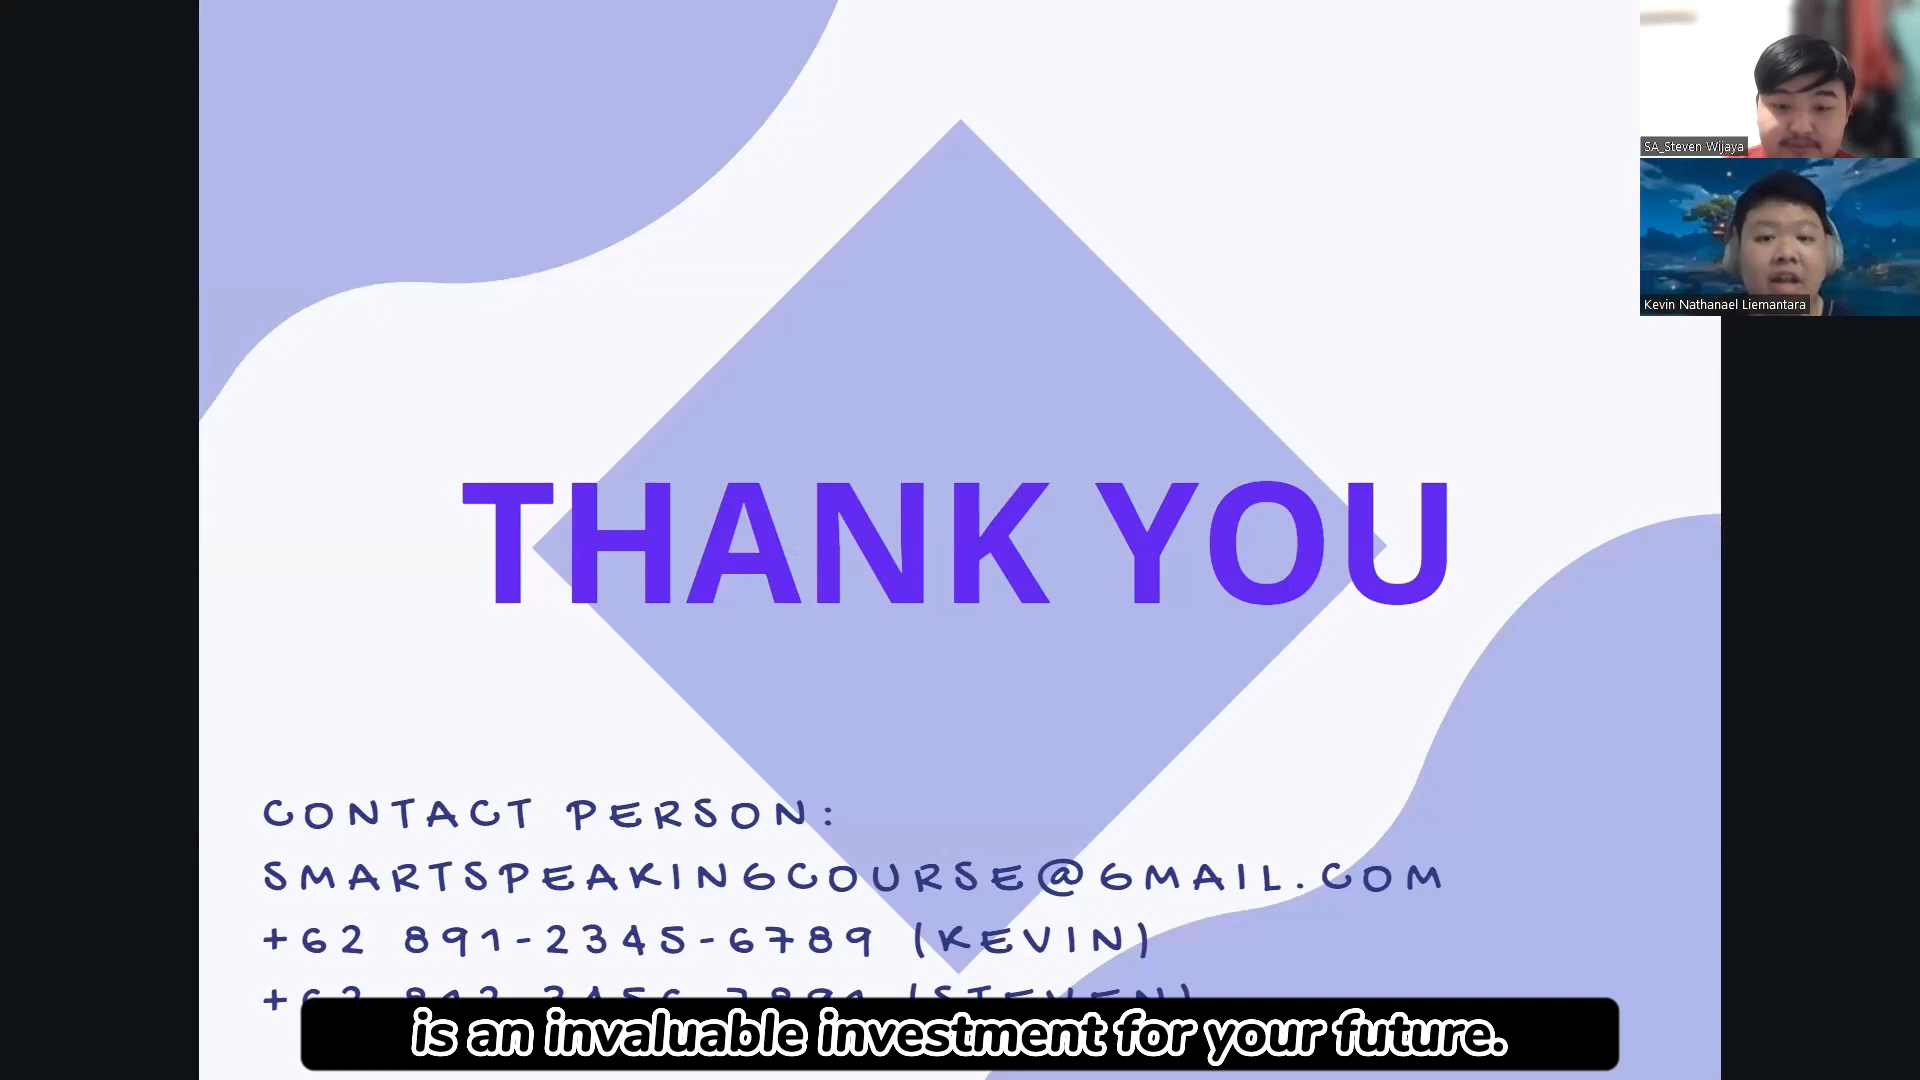 SA_Steven Wijaya
Kevin Nathanael Liemantara
THANK YOU
CONTACT PERSON:
SMARTSPEAKINGCOURSE@GMAIL.COM
+62 891-2345-6789 (KEVIN)
(STEVEN)
is an invaluable investment for your future.